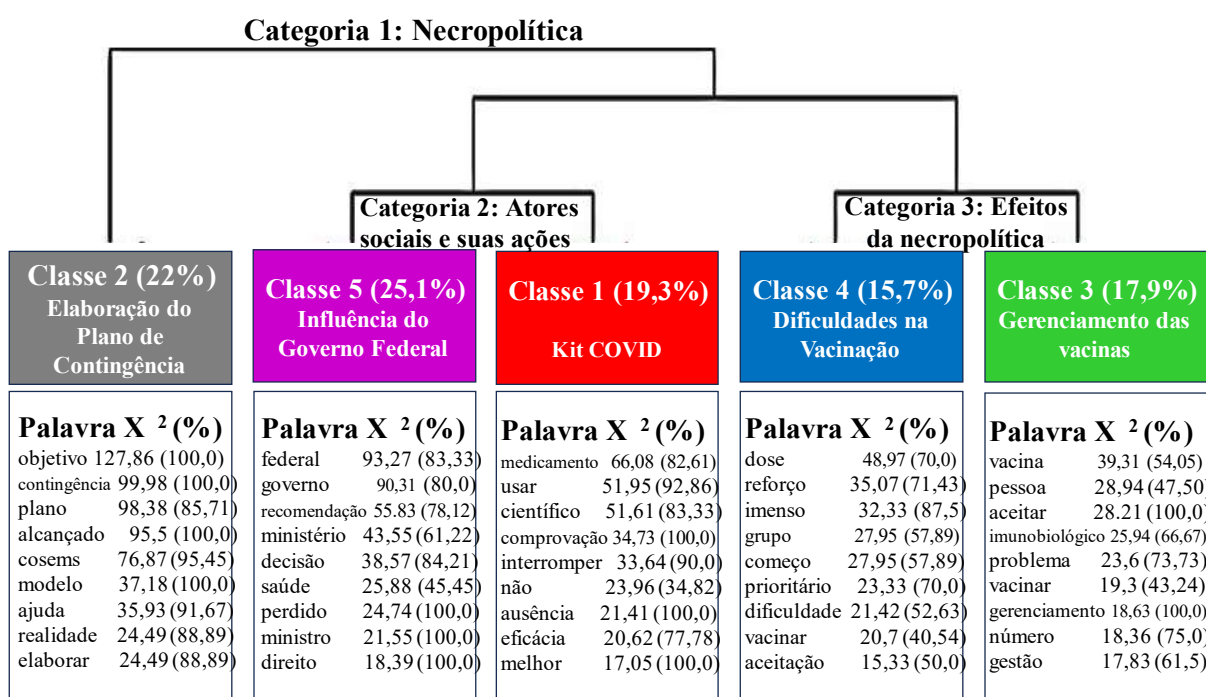 Categoria 1: Necropolítica
Categoria 2: Atores
sociais e suas ações
Categoria 3: Efeitos
da necropolítica
Classe 2 (22%)
Elaboração do
Plano de
Contingência
Classe 5 (25,1%)
Influência do
Governo Federal
Classe 1 (19,3%)
Kit COVID
Classe 4 (15,7%)
Dificuldades na
Vacinação
Classe 3 (17,9%)
Gerenciamento das
vacinas
Palavra X ² (%)
objetivo 127,86 (100,0)
contingência 99,98 (100,0)
plano 98,38 (85,71)
alcançado 95,5 (100,0)
cosems 76,87 (95,45)
modelo 37,18 (100,0)
ajuda 35,93 (91,67)
realidade 24,49 (88,89)
elaborar 24,49 (88,89)
Palavra X ² (%)
federal 93,27 (83,33)
governo 90,31 (80,0)
recomendação 55.83 (78,12)
ministério 43,55 (61,22)
decisão 38,57 (84,21)
saúde 25,88 (45,45)
perdido 24,74 (100,0)
ministro 21,55 (100,0)
direito 18,39 (100,0)
Palavra X ² (%)
medicamento 66,08 (82,61)
usar 51,95 (92,86)
científico 51,61 (83,33)
comprovação 34,73 (100,0)
interromper 33,64 (90,0)
não 23,96 (34,82)
ausência 21,41 (100,0)
eficácia 20,62 (77,78)
melhor 17,05 (100,0)
Palavra X ² (%)
dose 48,97 (70,0)
reforço 35,07 (71,43)
imenso 32,33 (87,5)
grupo 27,95 (57,89)
começo 27,95 (57,89)
prioritário 23,33 (70,0)
dificuldade 21,42 (52,63)
vacinar 20,7 (40,54)
aceitação 15,33 (50,0)
Palavra X ² (%)
vacina 39,31 (54,05)
pessoa 28,94 (47,50)
aceitar 28.21 (100,0)
imunobiológico 25,94 (66,67)
problema 23,6 (73,73)
vacinar 19,3 (43,24)
gerenciamento 18,63 (100,0)
número 18,36 (75,0)
gestão 17,83 (61,5)